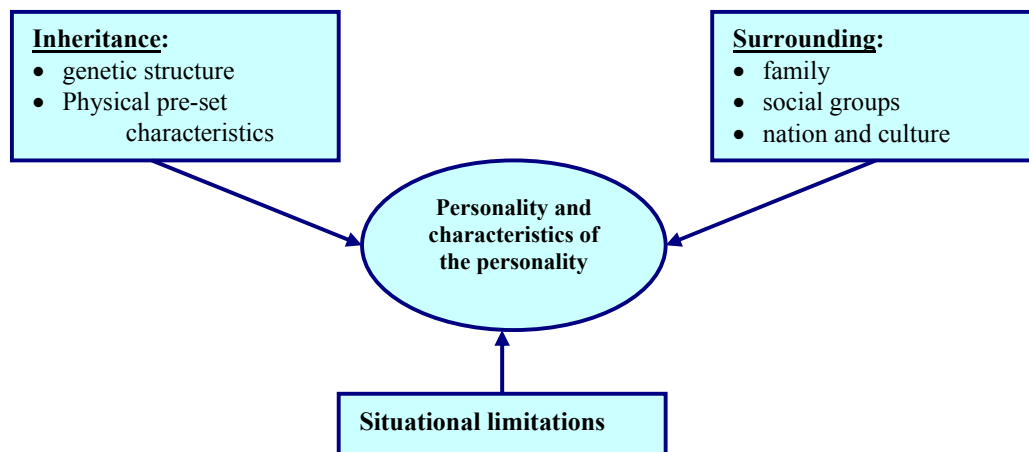 Inheritance:
• genetic structure
• Physical pre-set
characteristics
Surrounding:
• family
• social groups
• nation and culture
Personality and
characteristics of
the personality
Situational limitations